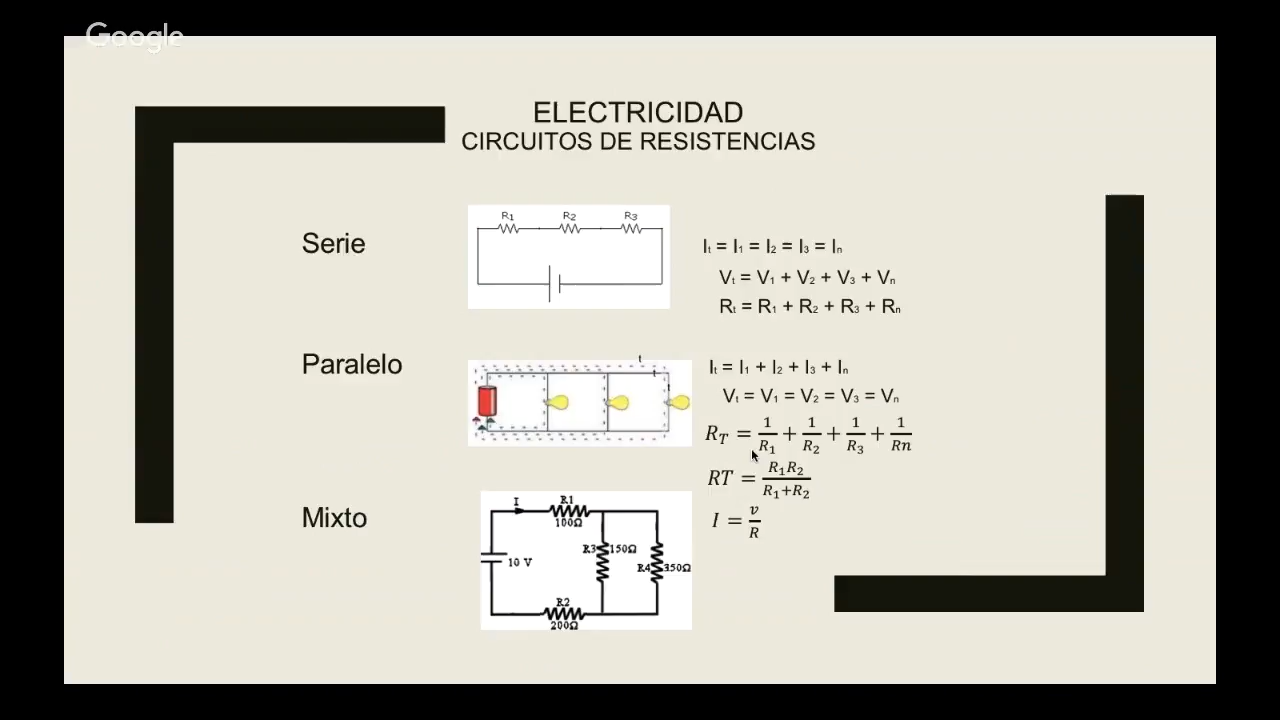 Google
ELECTRICIDAD
CIRCUITOS DE RESISTENCIAS
Serie
R1 R2 R3
Iₜ = I₁ = I₂ = I₃ = Iₙ
Vₜ = V₁ + V₂ + V₃ + Vₙ
Rₜ = R₁ + R₂ + R₃ + Rₙ
Paralelo
t
t
t
Iₜ = I₁ + I₂ + I₃ + Iₙ
Vₜ = V₁ = V₂ = V₃ = Vₙ
R_T = 1/R₁ + 1/R₂ + 1/R₃ + 1/Rn
RT = R₁R₂/R₁+R₂
Mixto
I = v/R
I R1
100Ω
R3 150Ω
10 V
R4 350Ω
R2
200Ω